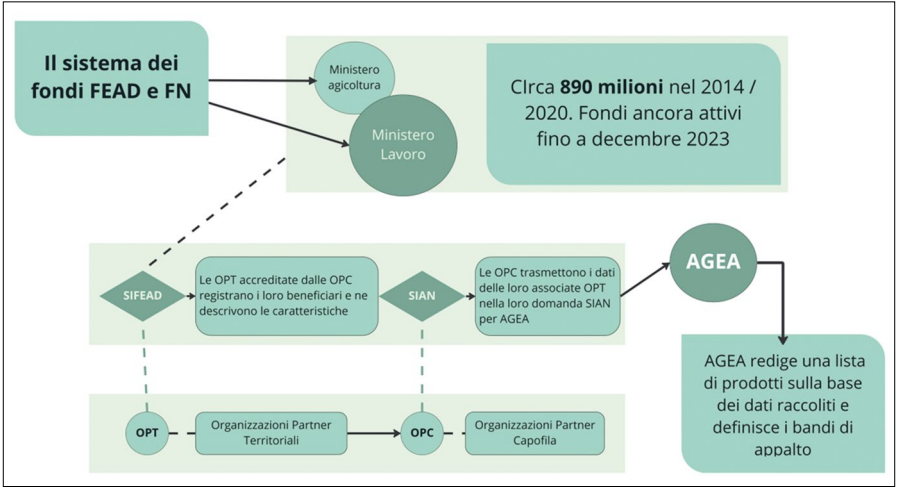 Il sistema dei
fondi FEAD e FN
Ministero
agicoltura
Ministero
Lavoro
CIrca 890 milioni nel 2014 /
2020. Fondi ancora attivi
fino a decembre 2023
SIFEAD
Le OPT accreditate dalle OPC
registrano i loro beneficiari e ne
descrivono le caratteristiche
SIAN
Le OPC trasmettono i dati
delle loro associate OPT
nella loro domanda SIAN
per AGEA
AGEA
AGEA redige una lista
di prodotti sulla base
dei dati raccolti e
definisce i bandi di
appalto
OPT
Organizzazioni Partner
Territoriali
OPC
Organizzazioni Partner
Capofila